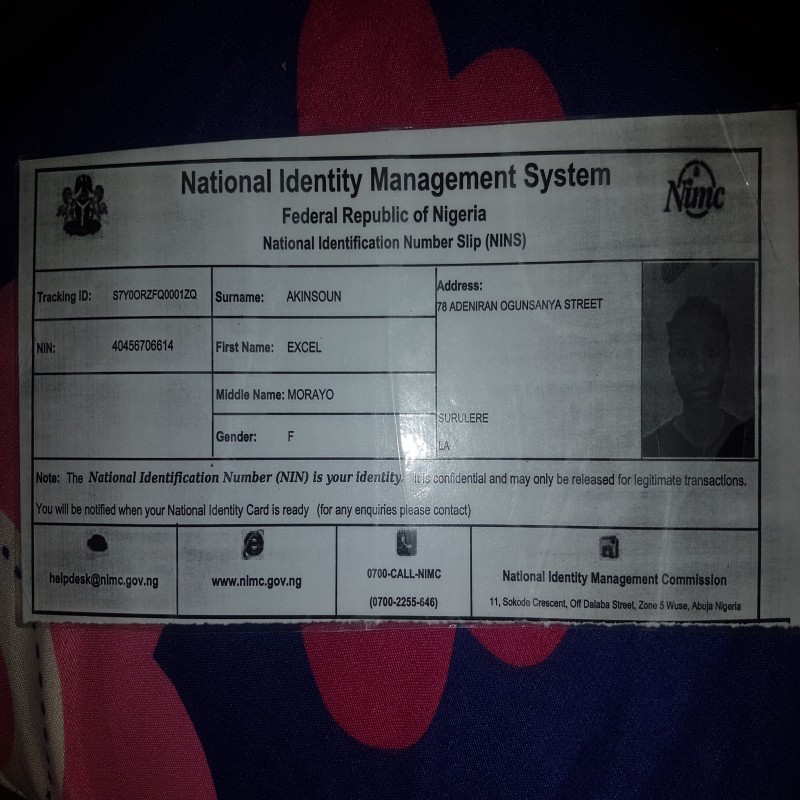 National Identity Management System
Federal Republic of Nigeria
National Identification Number Slip (NINS)
Nimc
Tracking ID: S7Y0ORZFQ0001ZQ
Surname: AKINSOUN
Address:
78 ADENIRAN OGUNSANYA STREET
NIN: 40456706614
First Name: EXCEL
Middle Name: MORAYO
SURULERE
Gender: F
LA
Note: The National Identification Number (NIN) is your identity. It is confidential and may only be released for legitimate transactions.
You will be notified when your National Identity Card is ready (for any enquiries please contact)
helpdesk@nimc.gov.ng
www.nimc.gov.ng
0700-CALL-NIMC
(0700-2255-646)
National Identity Management Commission
11, Sokode Crescent, Off Dalaba Street, Zone 5 Wuse, Abuja Nigeria